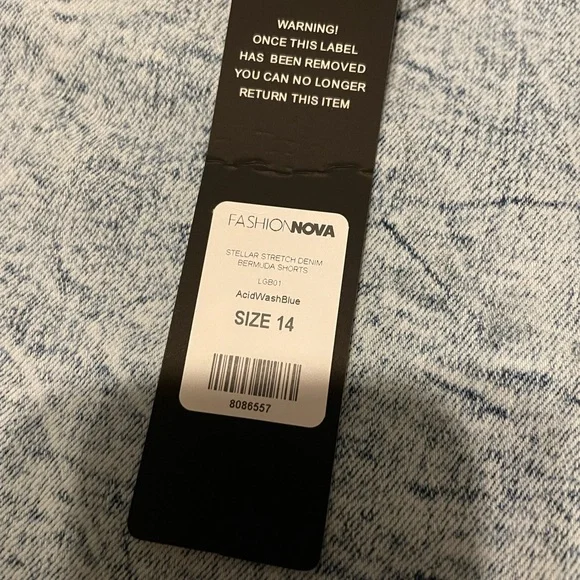 WARNING!
ONCE THIS LABEL
HAS BEEN REMOVED
YOU CAN NO LONGER
RETURN THIS ITEM
FASHIONNOVA
STELLAR STRETCH DENIM
BERMUDA SHORTS
LGB01
AcidWashBlue
SIZE 14
8086557